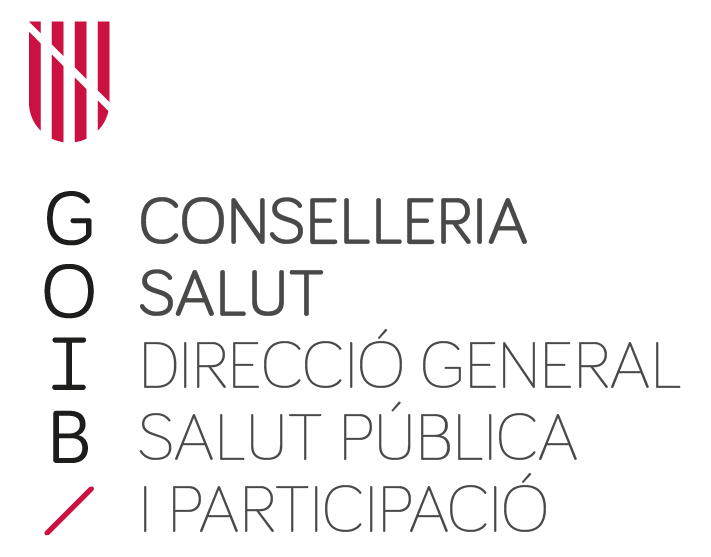 G CONSELLERIA
O SALUT
I DIRECCIÓ GENERAL
B SALUT PÚBLICA
/ I PARTICIPACIÓ